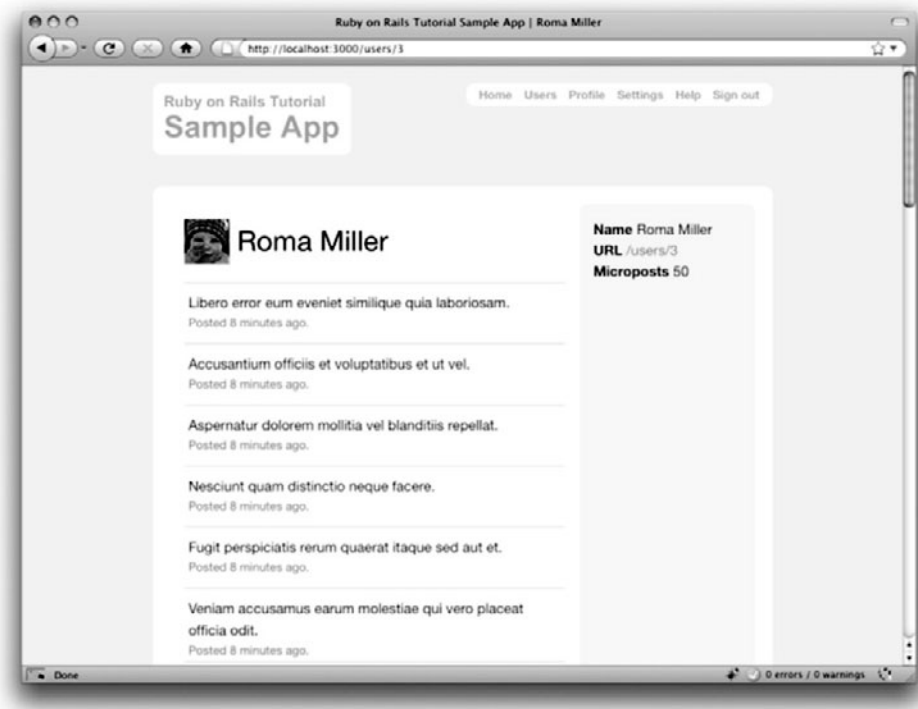 Ruby on Rails Tutorial Sample App | Roma Miller
http://localhost:3000/users/3
Ruby on Rails Tutorial
Sample App
Home Users Profile Settings Help Sign out
Roma Miller
Libero error eum eveniet similique quia laboriosam.
Posted 8 minutes ago.
Accusantium officiis et voluptatibus et ut vel.
Posted 8 minutes ago.
Aspernatur dolorem mollitia vel blanditiis repellat.
Posted 8 minutes ago.
Nesciunt quam distinctio neque facere.
Posted 8 minutes ago.
Fugit perspiciatis rerum quaerat itaque sed aut et.
Posted 8 minutes ago.
Veniam accusamus earum molestiae qui vero placeat
officia odit.
Posted 8 minutes ago.
Name Roma Miller
URL /users/3
Microposts 50
Done
0 errors / 0 warnings